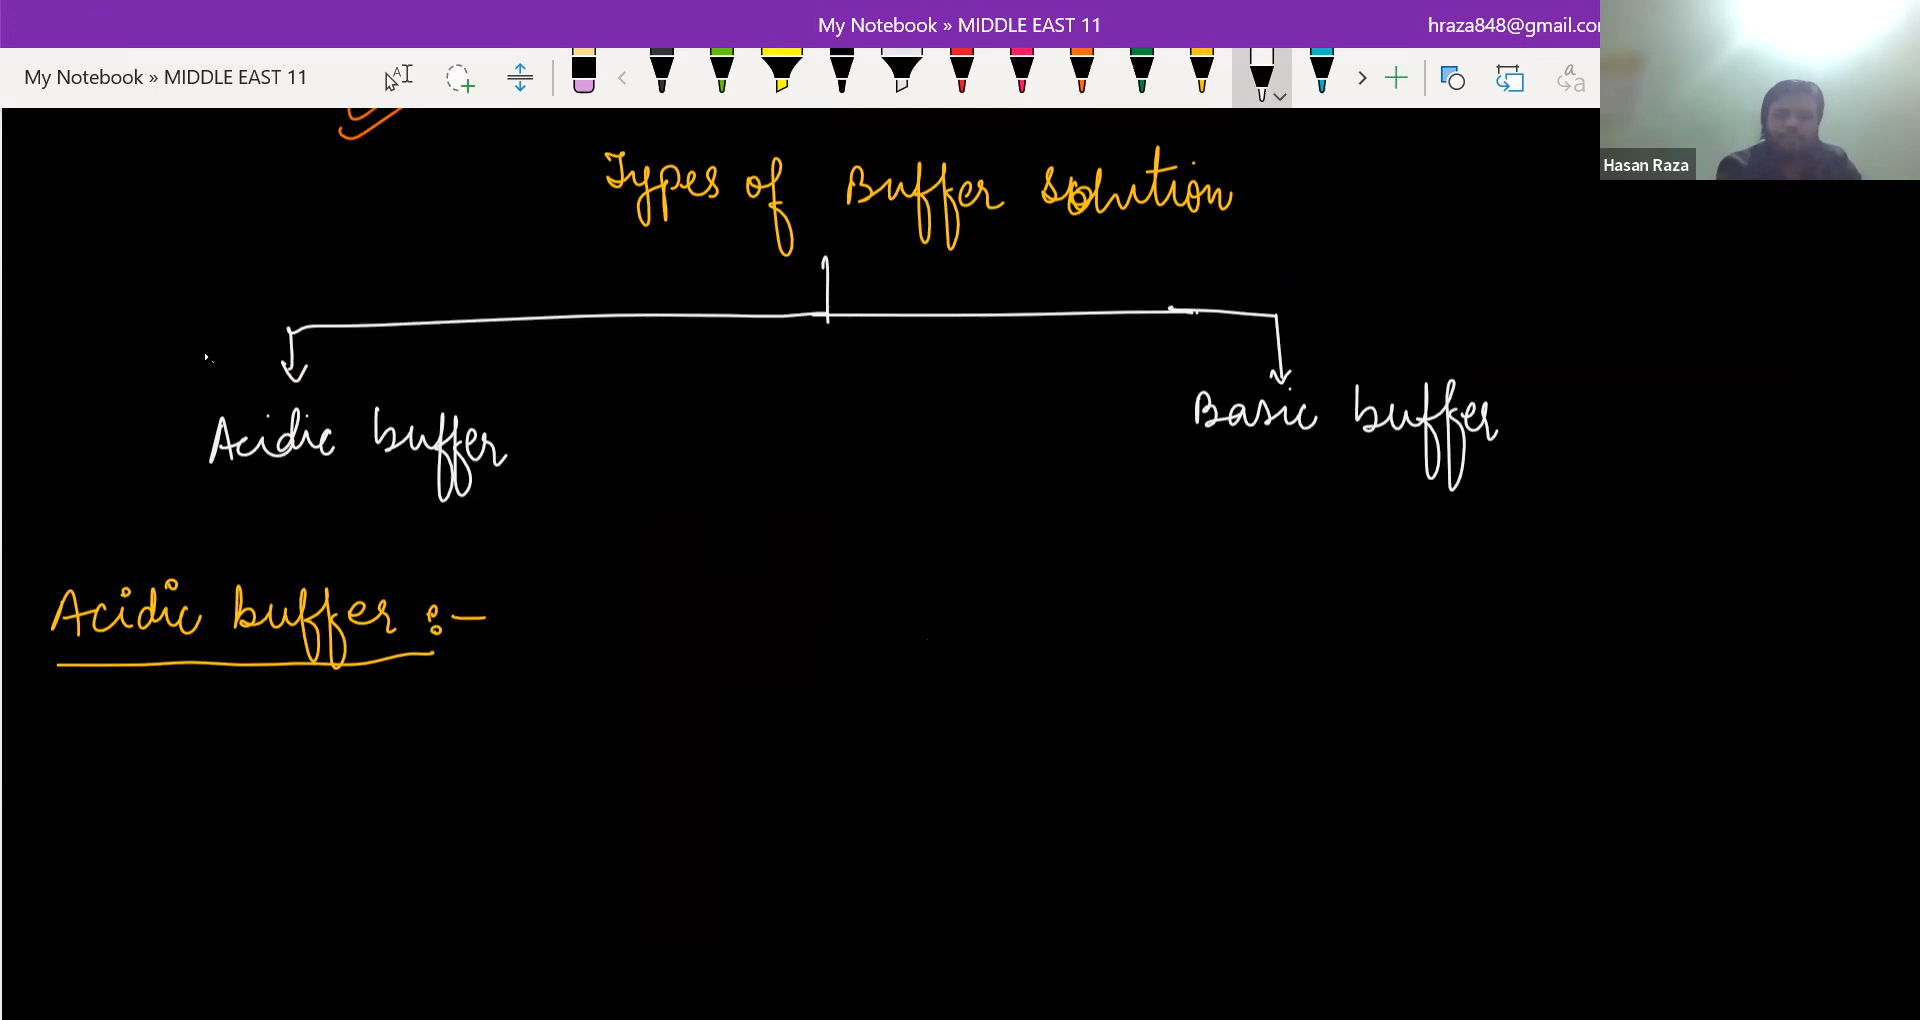 My Notebook » MIDDLE EAST 11
hraza848@gmail.co
My Notebook » MIDDLE EAST 11
Hasan Raza
Types of Buffer solution
Acidic buffer
Basic buffer
Acidic buffer :-